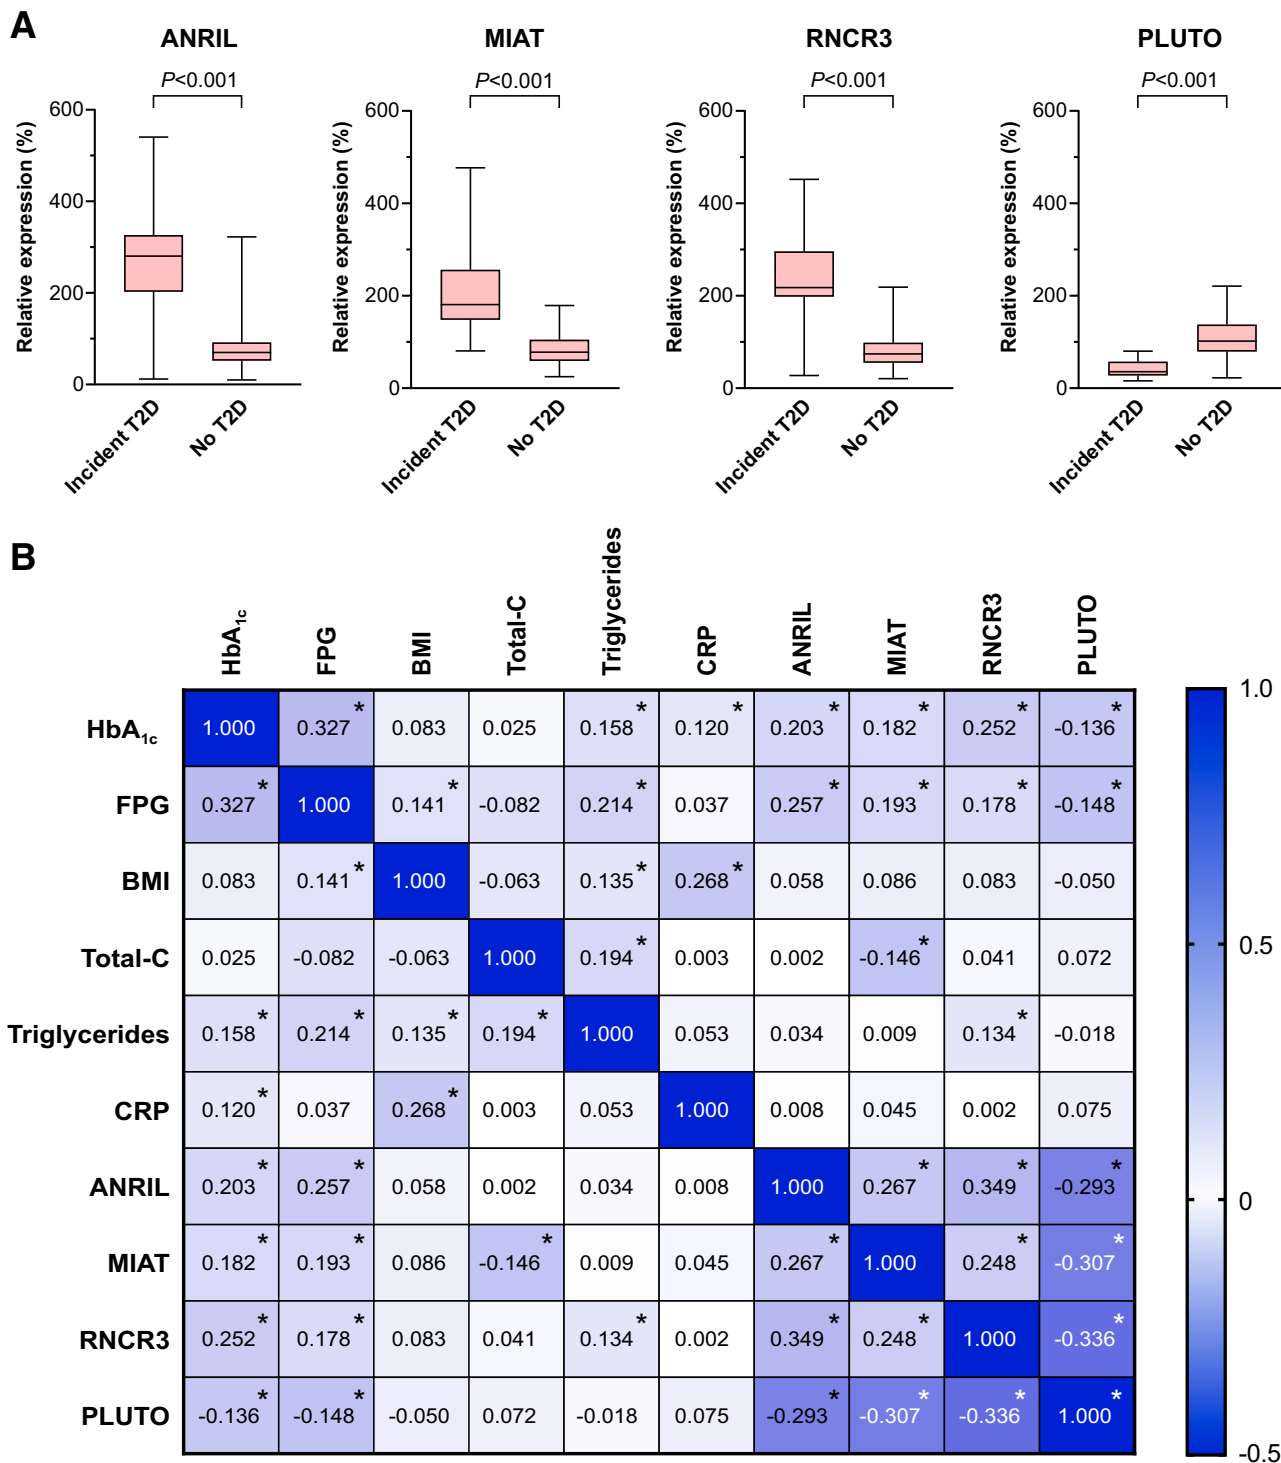 A
ANRIL MIAT RNCR3 PLUTO
P<0.001 P<0.001 P<0.001 P<0.001
Relative expression (%) Relative expression (%) Relative expression (%) Relative expression (%)
600 600 600 600
400 400 400 400
200 200 200 200
0 0 0 0
Incident T2D No T2D Incident T2D No T2D Incident T2D No T2D Incident T2D No T2D
B
HbA1c FPG BMI Total-C Triglycerides CRP ANRIL MIAT RNCR3 PLUTO
HbA1c 1.000 0.327* 0.083 0.025 0.158* 0.120* 0.203* 0.182* 0.252* -0.136*
FPG 0.327* 1.000 0.141* -0.082 0.214* 0.037 0.257* 0.193* 0.178* -0.148*
BMI 0.083 0.141* 1.000 -0.063 0.135* 0.268* 0.058 0.086 0.083 -0.050
Total-C 0.025 -0.082 -0.063 1.000 0.194* 0.003 0.002 -0.146* 0.041 0.072
Triglycerides 0.158* 0.214* 0.135* 0.194* 1.000 0.053 0.034 0.009 0.134* -0.018
CRP 0.120* 0.037 0.268* 0.003 0.053 1.000 0.008 0.045 0.002 0.075
ANRIL 0.203* 0.257* 0.058 0.002 0.034 0.008 1.000 0.267* 0.349* -0.293*
MIAT 0.182* 0.193* 0.086 -0.146* 0.009 0.045 0.267* 1.000 0.248* -0.307*
RNCR3 0.252* 0.178* 0.083 0.041 0.134* 0.002 0.349* 0.248* 1.000 -0.336*
PLUTO -0.136* -0.148* -0.050 0.072 -0.018 0.075 -0.293* -0.307* -0.336* 1.000*
1.0
0.5
0
-0.5